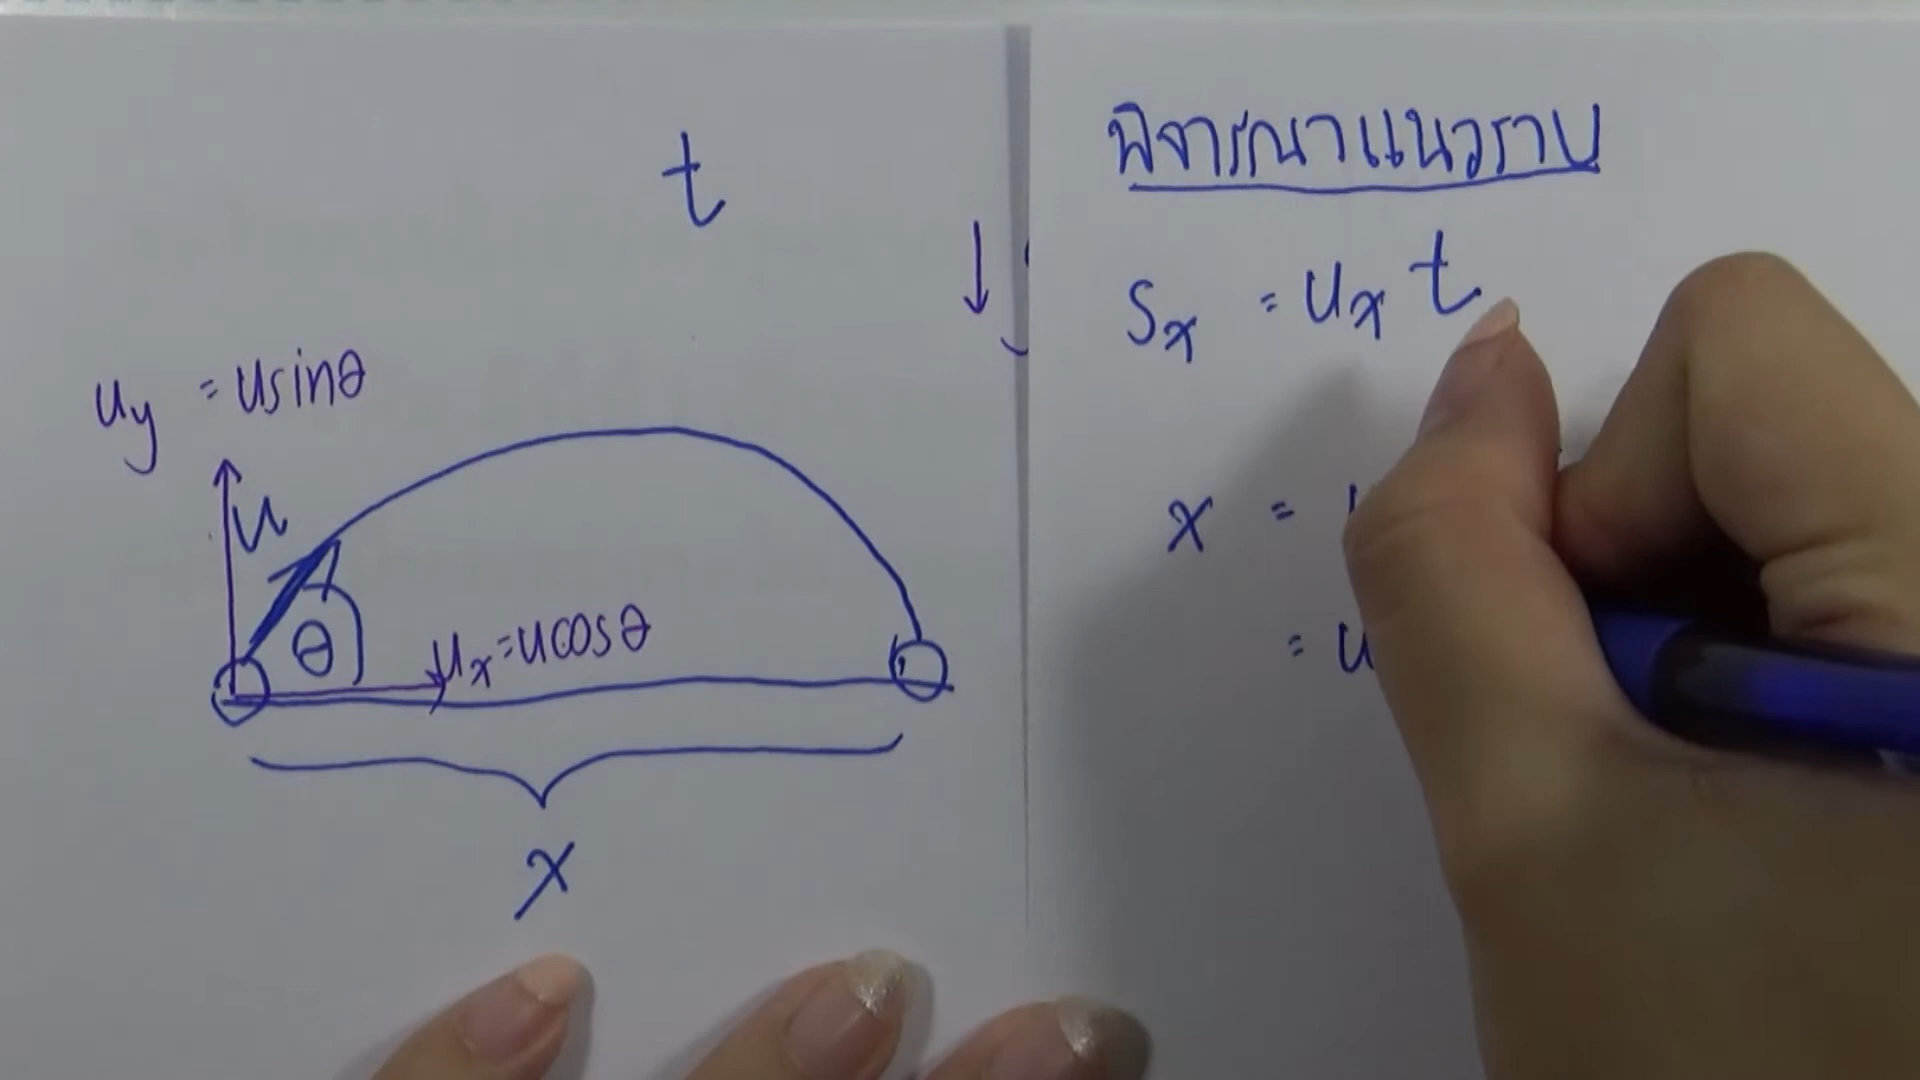 t
uy = usinθ
u
θ
ux = ucosθ
x
พิจารณาแนวราบ
Sx = ux t
x =
= u